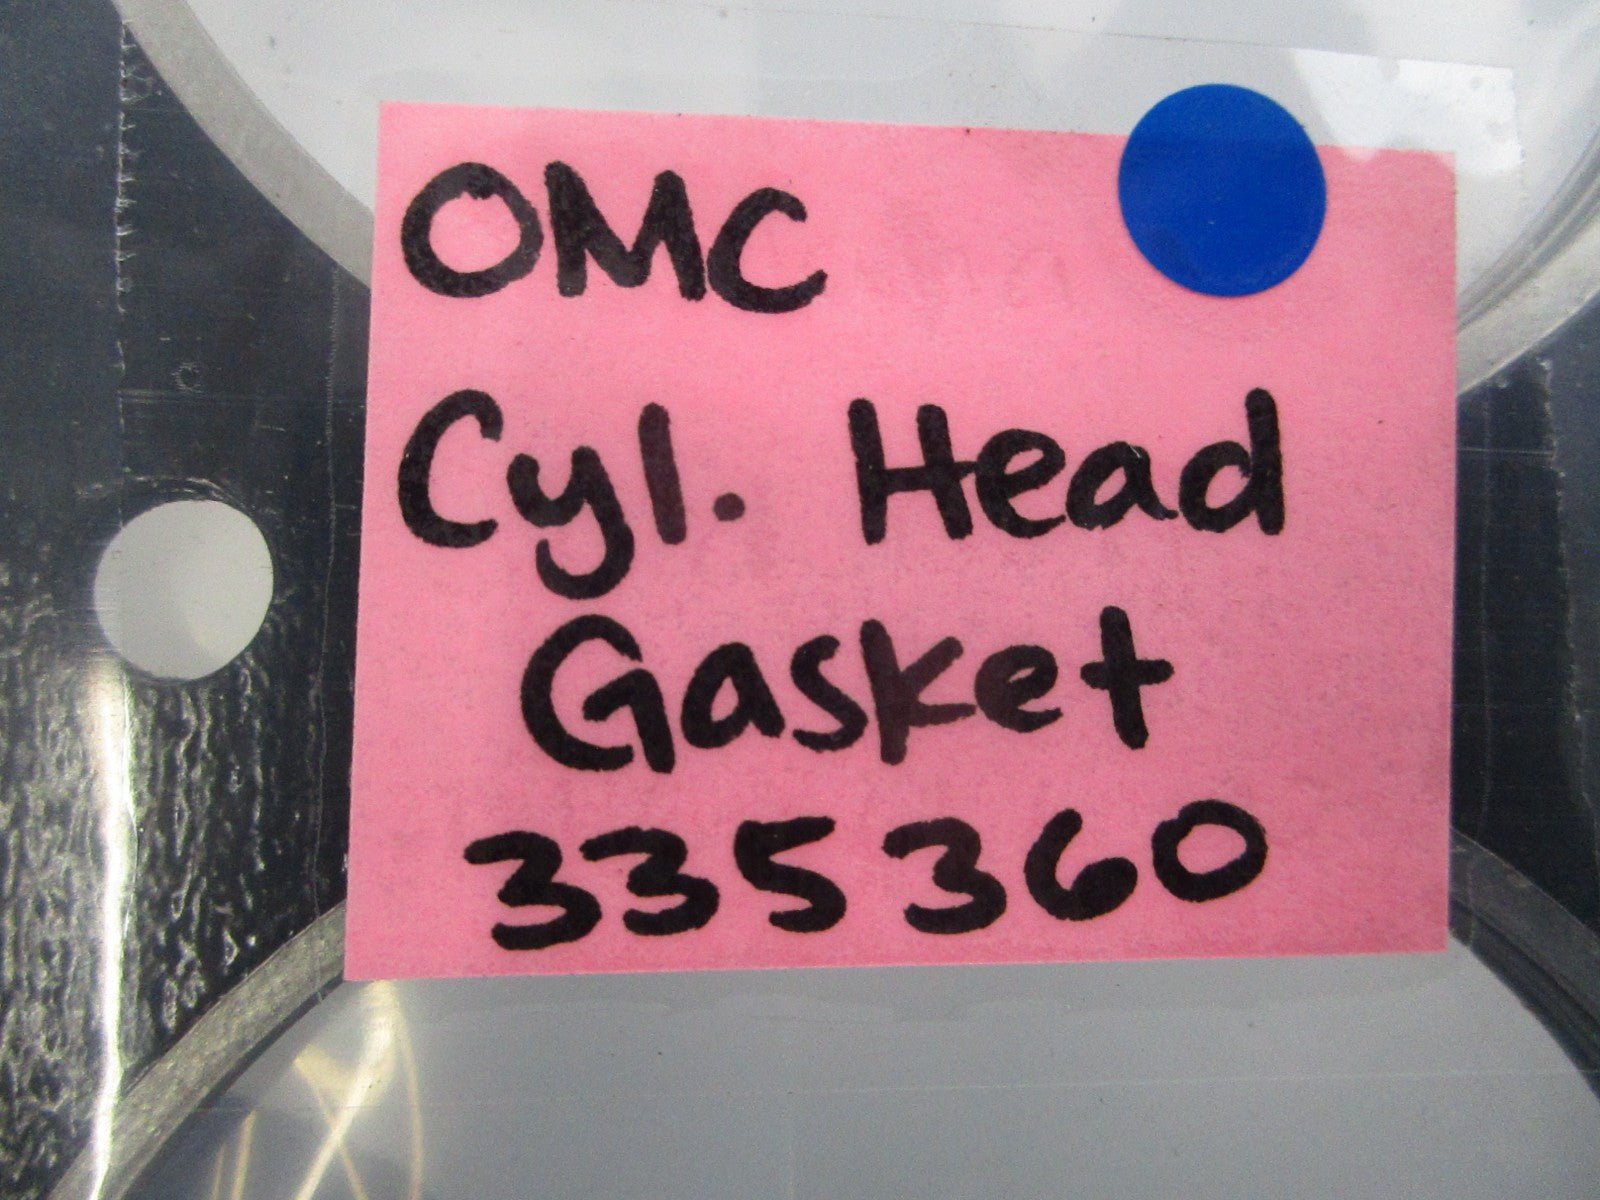 OMC
Cyl. Head
Gasket
335360